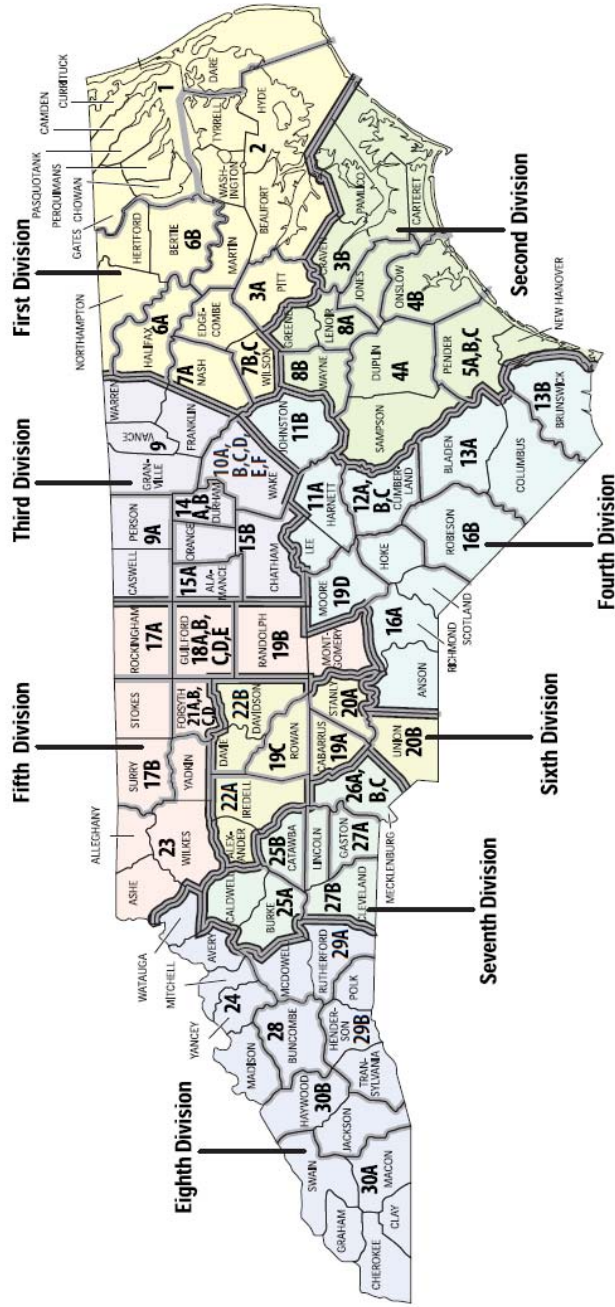 First Division
Second Division
Third Division
Fourth Division
Fifth Division
Sixth Division
Seventh Division
Eighth Division
CURRITUCK
CAMDEN
PASQUOTANK
PERQUIMANS
CHOWAN
GATES
1
DARE
TYRRELL
HYDE
WASH-
INGTON
2
BEAUFORT
MARTIN
HERTFORD
BERTIE
6B
NORTHAMPTON
HALIFAX
6A
EDGE-
COMBE
7A
NASH
7B,C
WILSON
3A
PITT
PAMLICO
CRAVEN
3B
CARTERET
GREENE
LENOIR
8A
JONES
ONSLOW
4B
8B
WAYNE
DUPLIN
4A
SAMPSON
PENDER
5A,B,C
NEW HANOVER
WARREN
VANCE
9
FRANKLIN
GRAN-
VILLE
PERSON
9A
CASWELL
10A,
B,C,D,
E,F
WAKE
14
A,B
DURHAM
ORANGE
15B
CHATHAM
15A
ALA-
MANCE
JOHNSTON
11B
11A
HARNETT
LEE
12A,
B,C
CUMBER-
LAND
BLADEN
13A
COLUMBUS
13B
BRUNSWICK
ROBESON
16B
HOKE
MOORE
19D
16A
SCOTLAND
RICHMOND
ANSON
ROCKINGHAM
17A
GUILFORD
18A,B,
C,D,E
RANDOLPH
19B
MONT-
GOMERY
STOKES
SURRY
17B
FORSYTH
21A,B,
C,D
YADKIN
ALLEGHANY
ASHE
23
WILKES
DAVIE
22B
DAVIDSON
22A
IREDELL
ALEX-
ANDER
19C
ROWAN
CABARRUS
19A
STANLY
20A
UNION
20B
26A,
B,C
MECKLENBURG
CALDWELL
BURKE
25A
25B
CATAWBA
LINCOLN
GASTON
27A
27B
CLEVELAND
WATAUGA
MITCHELL
AVERY
YANCEY
24
MADISON
MCDOWELL
28
BUNCOMBE
RUTHERFORD
29A
POLK
HENDER-
SON
29B
TRAN-
SYLVANIA
HAYWOOD
30B
JACKSON
SWAIN
30A
MACON
GRAHAM
CLAY
CHEROKEE